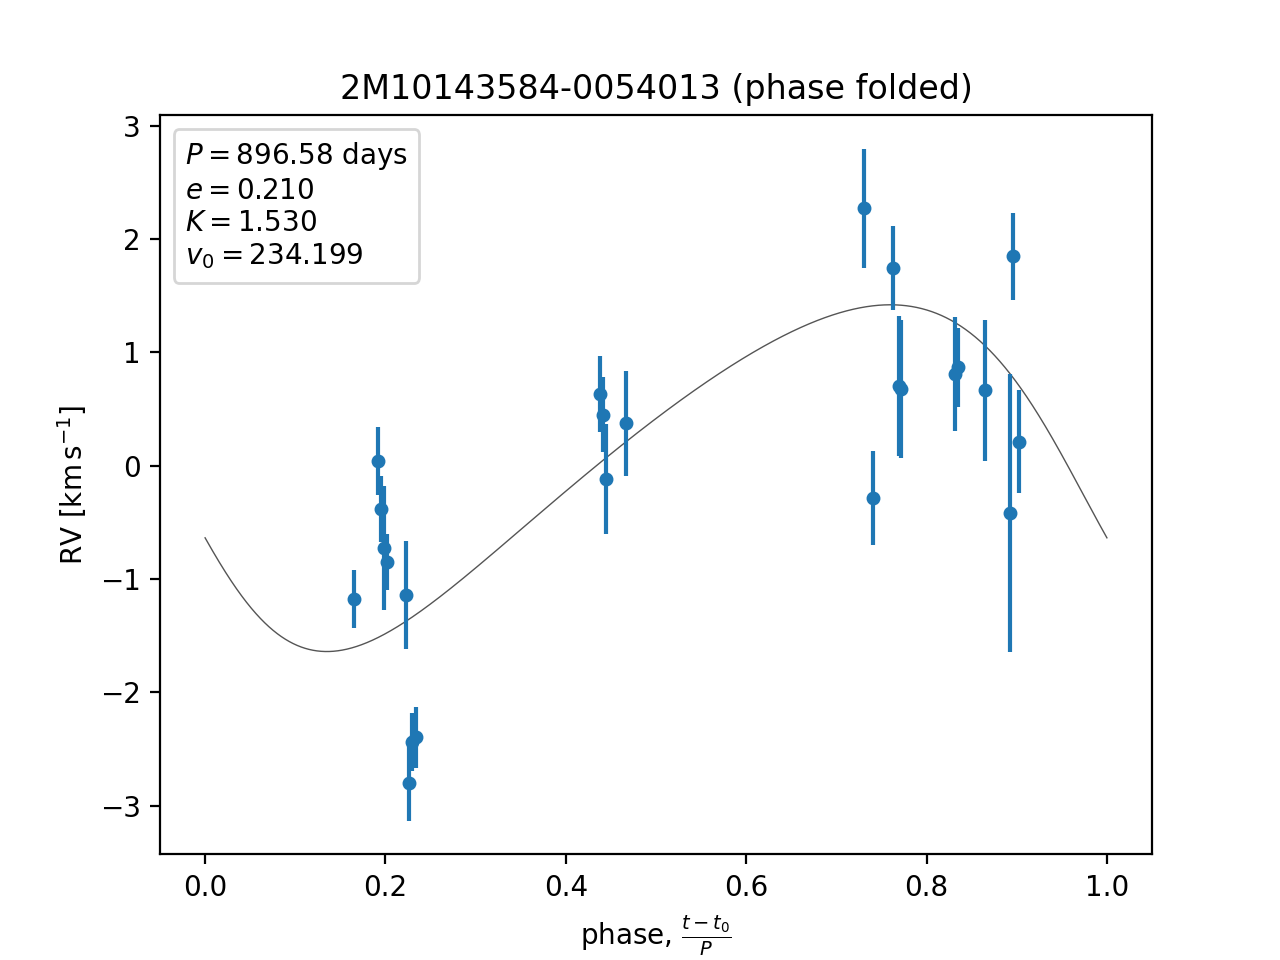 2M10143584-0054013 (phase folded)
P = 896.58 days
e = 0.210
K = 1.530
v₀ = 234.199
3
2
1
0
−1
−2
−3
RV [km s⁻¹]
0.0 0.2 0.4 0.6 0.8 1.0
phase, (t − t₀)/P